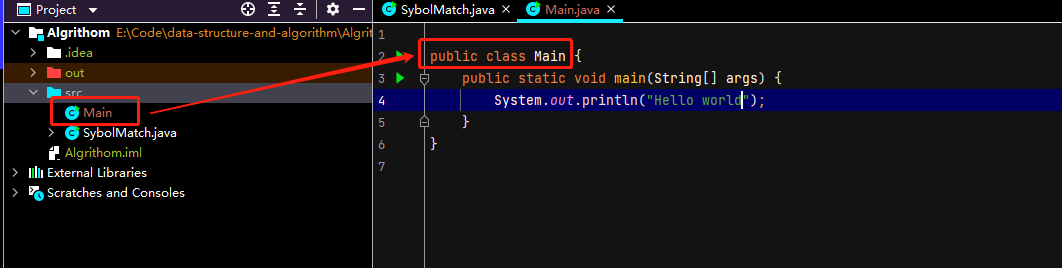 Project
Algrithom E:\Code\data-structure-and-algorithm\Algrit
.idea
out
src
Main
SybolMatch.java
Algrithom.iml
External Libraries
Scratches and Consoles
SybolMatch.java Main.java
1
2 public class Main {
3 public static void main(String[] args) {
4 System.out.println("Hello world");
5 }
6 }
7